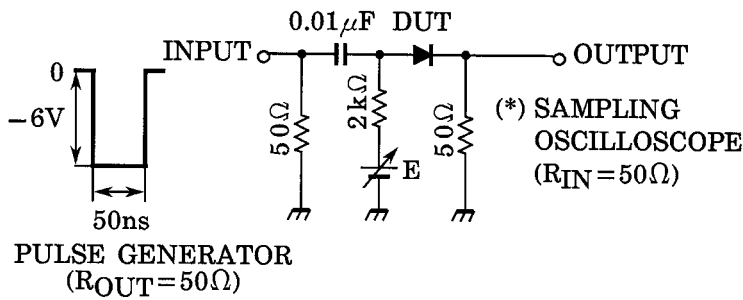 0.01μF DUT
INPUT
OUTPUT
0
−6V
50Ω
2kΩ
E
50Ω
(*) SAMPLING
OSCILLOSCOPE
(RIN=50Ω)
50ns
PULSE GENERATOR
(ROUT=50Ω)